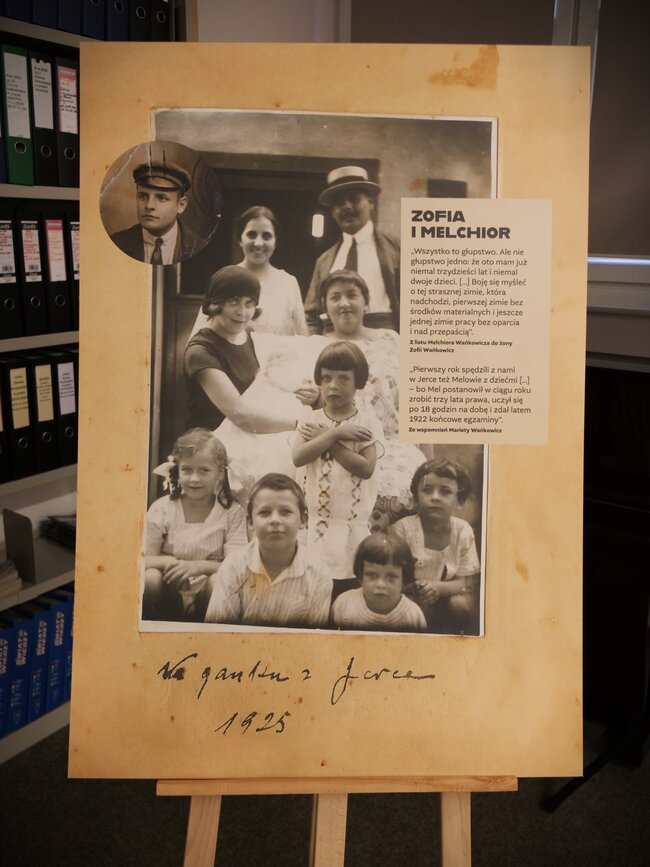 ZOFIA
I MELCHIOR
„Wszystko to głupstwo. Ale nie
głupstwo jedno: że oto mam już
niemal trzydzieści lat i niemal
dwoje dzieci. [...] Boję się myśleć
o tej strasznej zimie, która
nadchodzi, pierwszej zimie bez
środków materialnych i jeszcze
jednej zimie pracy bez oparcia
i nad przepaścią”.
Z listu Melchiora Wańkowicza do żony
Zofii Wańkowicz
„Pierwszy rok spędzili z nami
w Jerce też Melowie z dziećmi [...]
– bo Mel postanowił w ciągu roku
zrobić trzy lata prawa, uczył się
po 18 godzin na dobę i zdał latem
1922 końcowe egzaminy”.
Ze wspomnień Mariety Wańkowicz
Na ganku z Jerce
1925
ŚWIAT WIEDZY
ŚWIAT WIEDZY